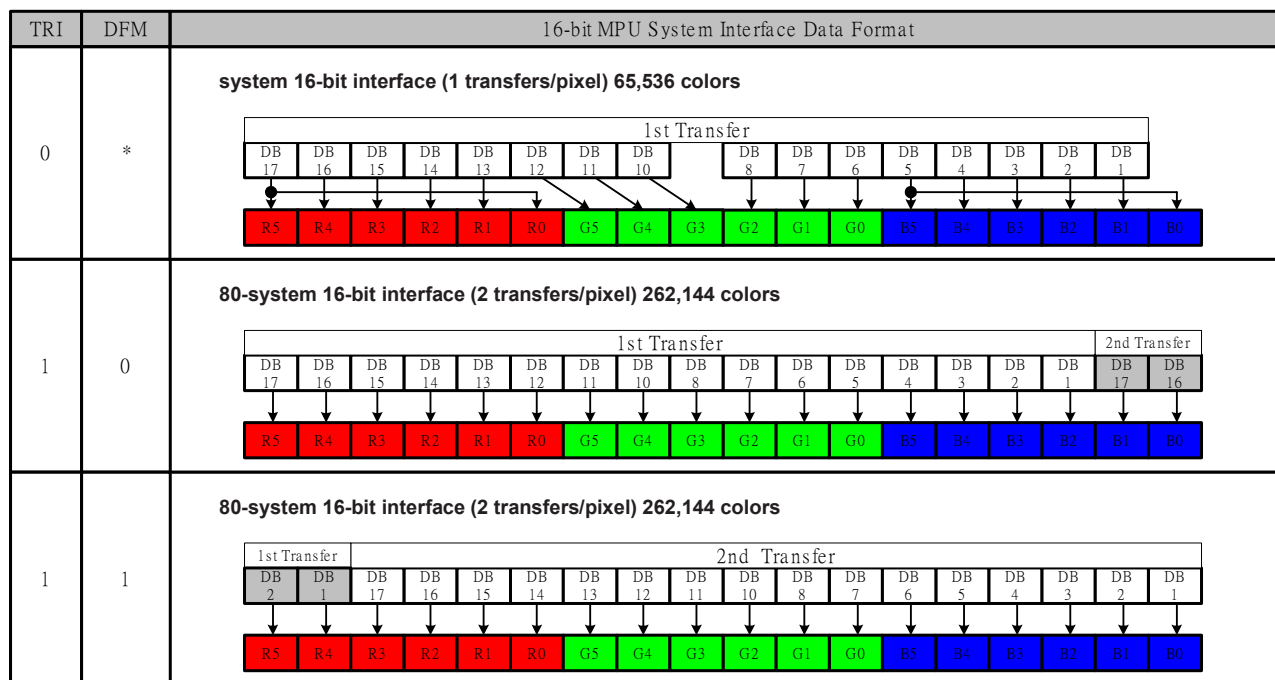 TRI DFM 16-bit MPU System Interface Data Format
system 16-bit interface (1 transfers/pixel) 65,536 colors
0 *
1st Transfer
DB 17 DB 16 DB 15 DB 14 DB 13 DB 12 DB 11 DB 10 DB 8 DB 7 DB 6 DB 5 DB 4 DB 3 DB 2 DB 1
R5 R4 R3 R2 R1 R0 G5 G4 G3 G2 G1 G0 B5 B4 B3 B2 B1 B0
80-system 16-bit interface (2 transfers/pixel) 262,144 colors
1 0
1st Transfer 2nd Transfer
DB 17 DB 16 DB 15 DB 14 DB 13 DB 12 DB 11 DB 10 DB 8 DB 7 DB 6 DB 5 DB 4 DB 3 DB 2 DB 1 DB 17 DB 16
R5 R4 R3 R2 R1 R0 G5 G4 G3 G2 G1 G0 B5 B4 B3 B2 B1 B0
80-system 16-bit interface (2 transfers/pixel) 262,144 colors
1 1
1st Transfer 2nd Transfer
DB 2 DB 1 DB 17 DB 16 DB 15 DB 14 DB 13 DB 12 DB 11 DB 10 DB 8 DB 7 DB 6 DB 5 DB 4 DB 3 DB 2 DB 1
R5 R4 R3 R2 R1 R0 G5 G4 G3 G2 G1 G0 B5 B4 B3 B2 B1 B0